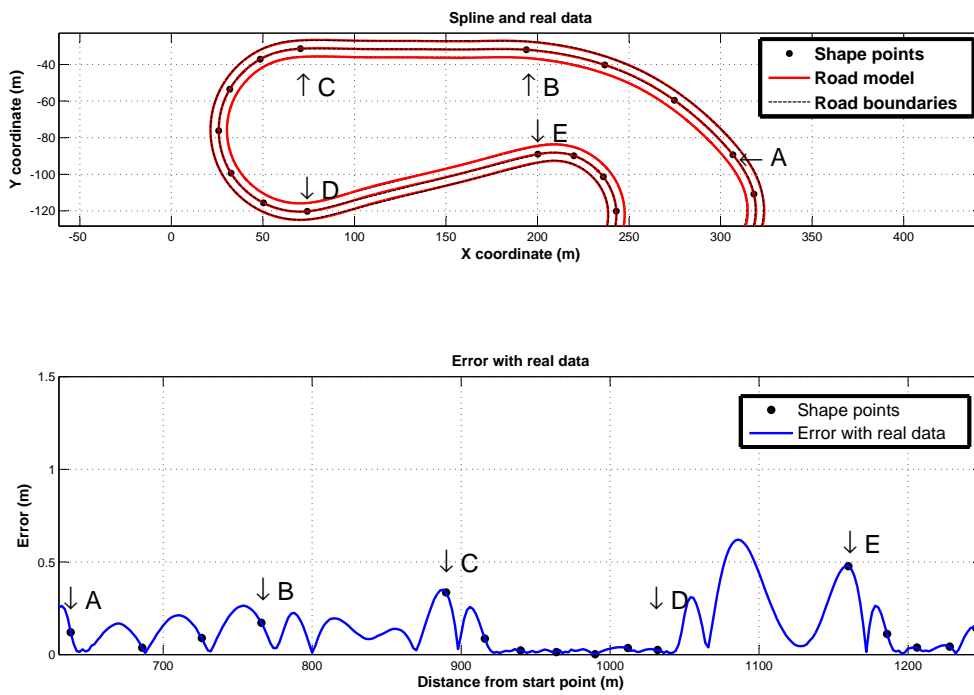 Spline and real data
Shape points
Road model
Road boundaries
-40
-60
-80
-100
-120
Y coordinate (m)
↑ C
↑ B
↓ E
← A
↓ D
-50 0 50 100 150 200 250 300 350 400
X coordinate (m)
Error with real data
Shape points
Error with real data
1.5
1
0.5
0
Error (m)
↓ A
↓ B
↓ C
↓ D
↓ E
700 800 900 1000 1100 1200
Distance from start point (m)